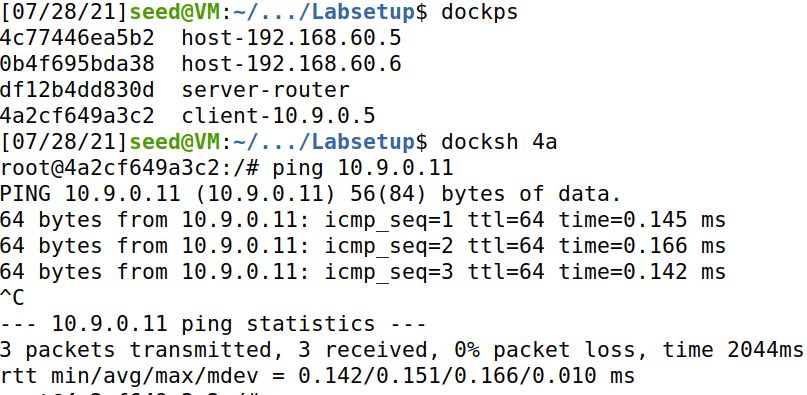 [07/28/21]seed@VM:~/.../Labsetup$ dockps
4c77446ea5b2  host-192.168.60.5
0b4f695bda38  host-192.168.60.6
df12b4dd830d  server-router
4a2cf649a3c2  client-10.9.0.5
[07/28/21]seed@VM:~/.../Labsetup$ docksh 4a
root@4a2cf649a3c2:/# ping 10.9.0.11
PING 10.9.0.11 (10.9.0.11) 56(84) bytes of data.
64 bytes from 10.9.0.11: icmp_seq=1 ttl=64 time=0.145 ms
64 bytes from 10.9.0.11: icmp_seq=2 ttl=64 time=0.166 ms
64 bytes from 10.9.0.11: icmp_seq=3 ttl=64 time=0.142 ms
^C
--- 10.9.0.11 ping statistics ---
3 packets transmitted, 3 received, 0% packet loss, time 2044ms
rtt min/avg/max/mdev = 0.142/0.151/0.166/0.010 ms